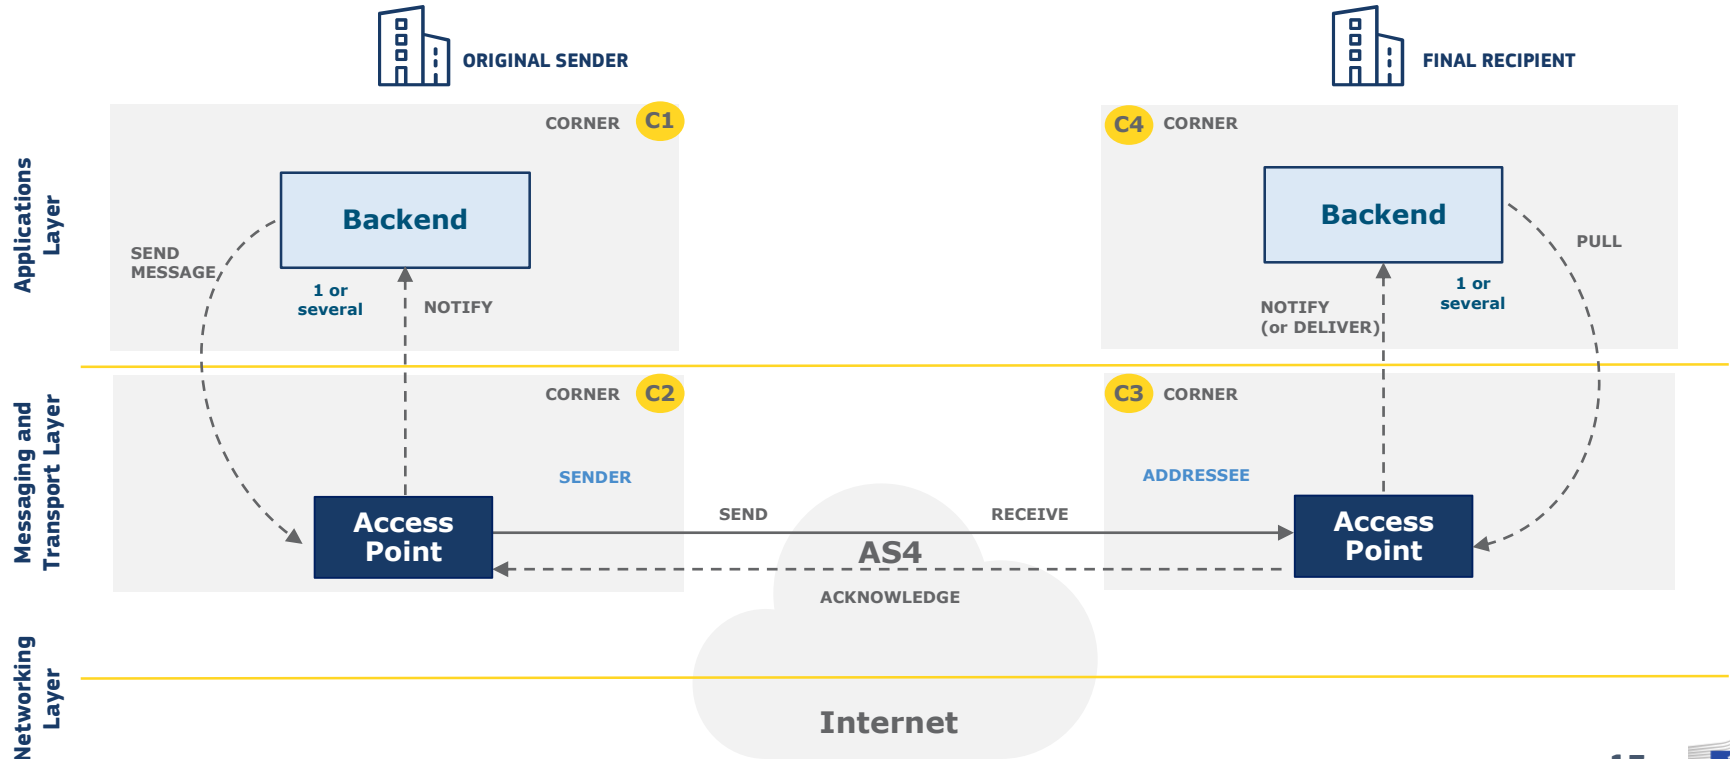 ORIGINAL SENDER
FINAL RECIPIENT
Applications
Layer
CORNER
C1
Backend
SEND
MESSAGE
1 or
several
NOTIFY
C4
CORNER
Backend
PULL
1 or
several
NOTIFY
(or DELIVER)
Messaging and
Transport Layer
CORNER
C2
SENDER
Access
Point
C3
CORNER
ADDRESSEE
Access
Point
SEND
RECEIVE
AS4
ACKNOWLEDGE
Networking
Layer
Internet